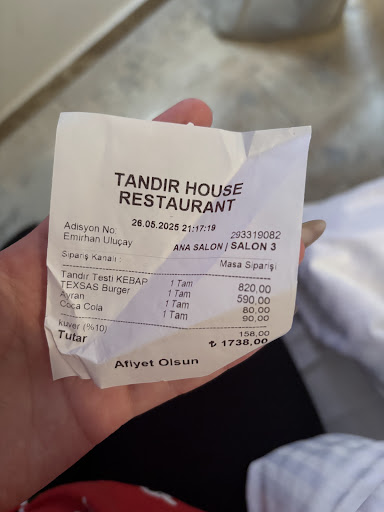 TANDIR HOUSE
RESTAURANT
26.05.2025 21:17:19
Adisyon No 293319082
Emirhan Uluçay ANA SALON / SALON 3
Sipariş Kanalı : Masa Siparişi
Tandır Testi KEBAP 1 Tam 820,00
TEXSAS Burger 1 Tam 590,00
Ayran 1 Tam 80,00
Coca Cola 1 Tam 90,00
Kuver (%10) 158,00
Tutar ₺ 1738,00
Afiyet Olsun